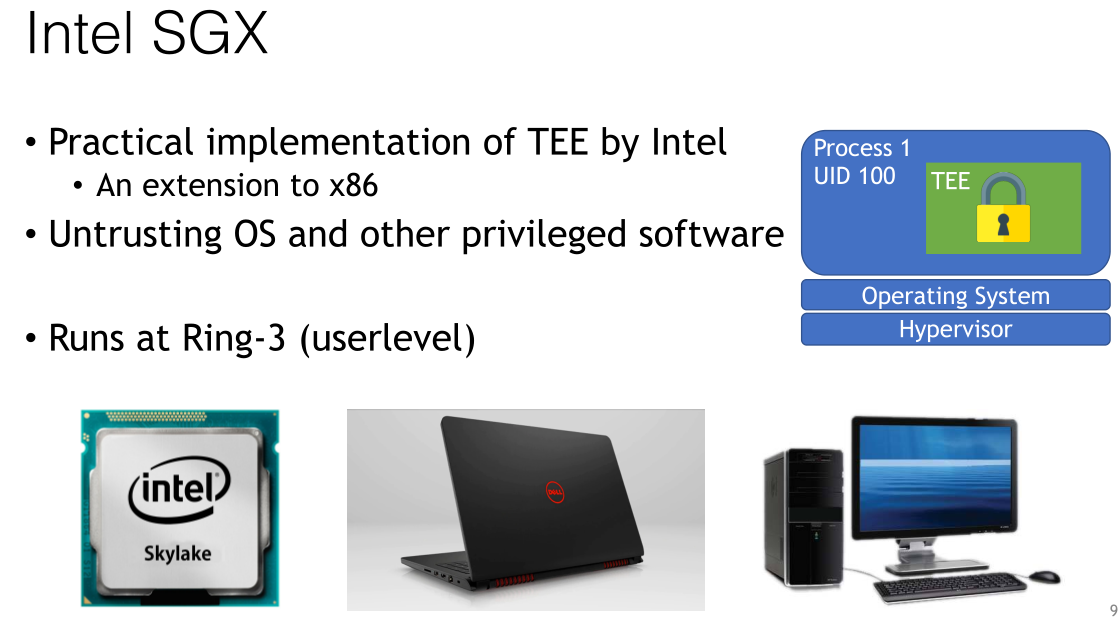 Intel SGX
• Practical implementation of TEE by Intel
• An extension to x86
• Untrusting OS and other privileged software
• Runs at Ring-3 (userlevel)
Process 1
UID 100
TEE
Operating System
Hypervisor
intel®
Skylake
DELL
9